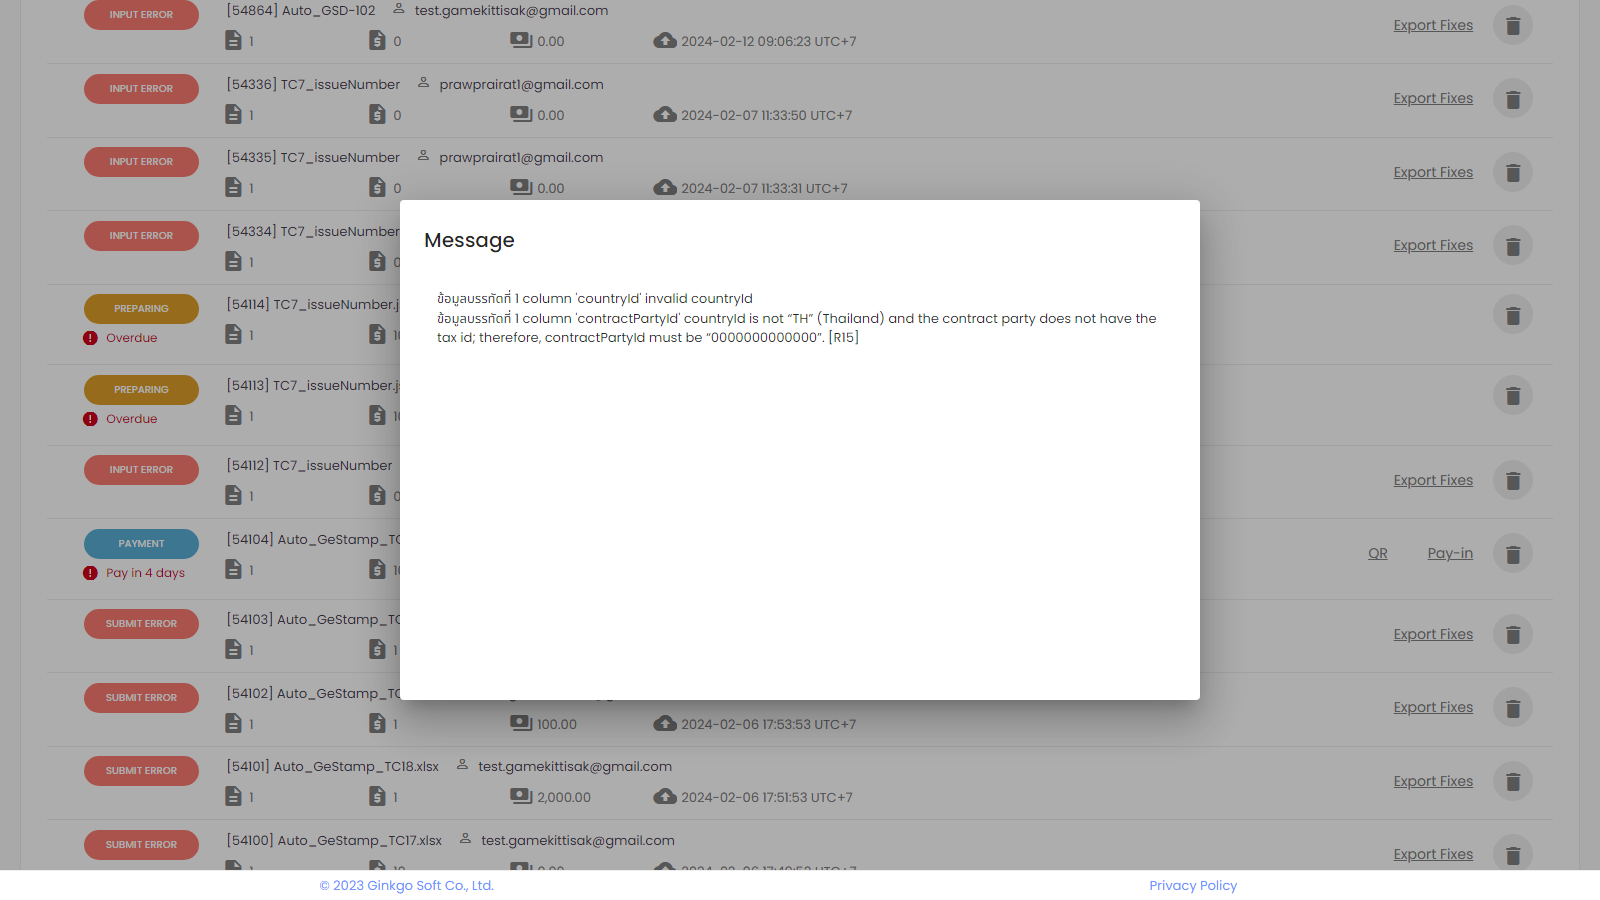 INPUT ERROR [54864] Auto_GSD-102 test.gamekittisak@gmail.com
1 0 0.00 2024-02-12 09:06:23 UTC+7 Export Fixes
INPUT ERROR [54336] TC7_issueNumber prawprairat1@gmail.com
1 0 0.00 2024-02-07 11:33:50 UTC+7 Export Fixes
INPUT ERROR [54335] TC7_issueNumber prawprairat1@gmail.com
1 0 0.00 2024-02-07 11:33:31 UTC+7 Export Fixes
INPUT ERROR [54334] TC7_issueNumber
1 0 Export Fixes
PREPARING [54114] TC7_issueNumber.j
Overdue 1
PREPARING [54113] TC7_issueNumber.j
Overdue 1
INPUT ERROR [54112] TC7_issueNumber
1 0 Export Fixes
PAYMENT [54104] Auto_GeStamp_TC
Pay in 4 days 1 QR Pay-in
SUBMIT ERROR [54103] Auto_GeStamp_TC
1 1 Export Fixes
SUBMIT ERROR [54102] Auto_GeStamp_TC
1 1 100.00 2024-02-06 17:53:53 UTC+7 Export Fixes
SUBMIT ERROR [54101] Auto_GeStamp_TC18.xlsx test.gamekittisak@gmail.com
1 1 2,000.00 2024-02-06 17:51:53 UTC+7 Export Fixes
SUBMIT ERROR [54100] Auto_GeStamp_TC17.xlsx test.gamekittisak@gmail.com
Export Fixes
Message
ข้อมูลบรรทัดที่ 1 column 'countryId' invalid countryId
ข้อมูลบรรทัดที่ 1 column 'contractPartyId' countryId is not “TH” (Thailand) and the contract party does not have the
tax id; therefore, contractPartyId must be “0000000000000”. [R15]
© 2023 Ginkgo Soft Co., Ltd. Privacy Policy